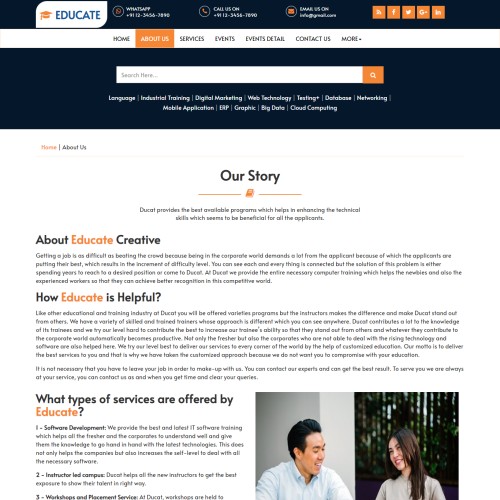 EDUCATE
WHATSAPP
+91 12-3456-7890
CALL US ON
+91 12-3456-7890
EMAIL US ON
info@gmail.com
HOME ABOUT US SERVICES EVENTS EVENTS DETAIL CONTACT US MORE
Search Here...
Language | Industrial Training | Digital Marketing | Web Technology | Testing+ | Database | Networking |
Mobile Application | ERP | Graphic | Big Data | Cloud Computing
Home | About Us
Our Story
Ducat provides the best available programs which helps in enhancing the technical
skills which seems to be beneficial for all the applicants.
About Educate Creative
Getting a job is as difficult as beating the crowd because being in the corporate world demands a lot from the applicant because of which the applicants are
putting their best, which results in the increment of difficulty level. You can see each and every thing is connected but the solution of this problem is either
spending years to reach to a desired position or come to Ducat. At Ducat we provide the entire necessary computer training which helps the newbies and also the
experienced workers so that they can achieve better recognition in this competitive world.
How Educate is Helpful?
Like other educational and training industry at Ducat you will be offered varieties programs but the instructors makes the difference and make Ducat stand out
from others. We have a variety of skilled and trained trainers whose approach is different which you can see anywhere. Ducat contributes a lot to the knowledge
of its trainees and we try our level hard to contribute the best to increase our trainee's ability so that they stand out from others and whatever they contribute to
the corporate world automatically becomes productive. Not only the fresher but also the corporates who are not able to deal with the rising technology and
software are also helped here. We try our level best to deliver our services to every corner of the world by the help of customized education. Our motto is to deliver
the best services to you and that is why we have taken the customized approach because we do not want you to compromise with your education.
It is not necessary that you have to leave your job in order to make-up with us. You can contact our experts and can get the best result. To serve you we are always
at your service, you can contact us as and when you get time and clear your queries.
What types of services are offered by
Educate?
1 - Software Development: We provide the best and latest IT software training
which helps all the fresher and the corporates to understand well and give
them the knowledge to go hand in hand with the latest technologies. This does
not only helps the companies but also increases the self-level to deal with all
the necessary software.
2 - Instructor led campus: Ducat helps all the new instructors to get the best
exposure to show their talent in right way.
3 - Workshops and Placement Service: At Ducat, workshops are held to